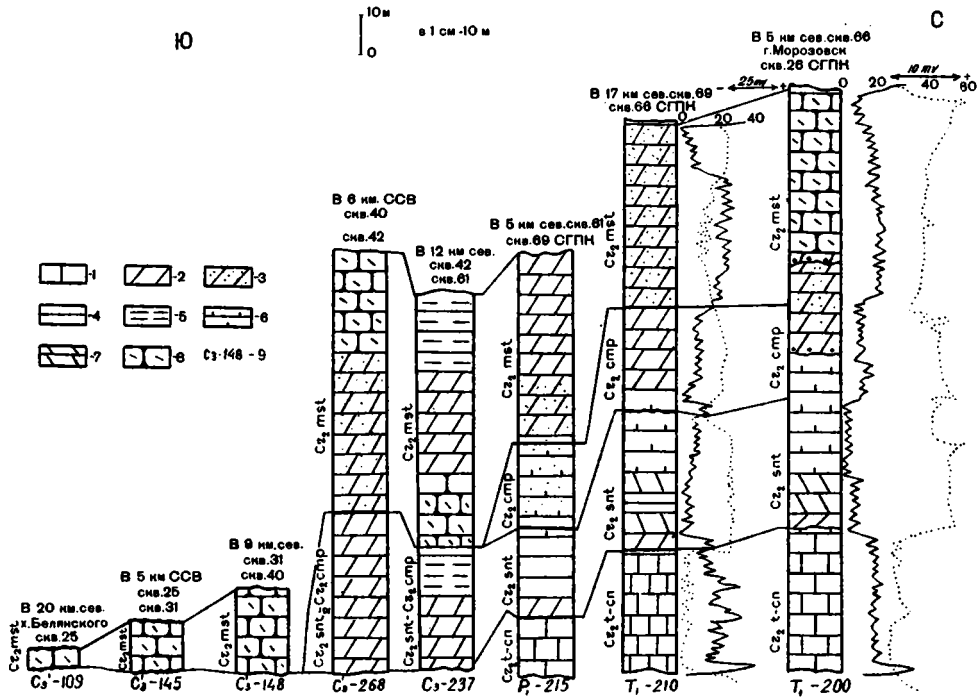 Ю
10 м
0
в 1 см -10 м
С
В 5 км сев.скв.66
г.Морозовск
скв.26 СГПК
В 17 км сев.скв.69
скв.66 СГПК
- 25mv +
0 20 40
0 20 40 60
10 mv +
В 6 км. ССВ
скв.40
скв.42
В 12 км сев.
скв.42
скв.61
В 5 км сев.скв.61
скв.69 СГПК
-1
-2
-3
-4
-5
-6
-7
-8
C₃-148 - 9
В 20 км.сев.
х.Белянского
скв.25
В 5 км ССВ
скв.25
скв.31
В 9 км.сев.
скв.31
скв.40
Cr₂ mst
Cr₂ mst
Cr₂ mst
Cr₂ mst
Cr₂ snt-Cr₂ cmp
Cr₂ mst
Cr₂ snt-Cr₂ cmp
Cr₂ mst
Cr₂ cmp
Cr₂ snt
Cr₂ t-cn
Cr₂ mst
Cr₂ cmp
Cr₂ snt
Cr₂ t-cn
Cr₂ mst
Cr₂ cmp
Cr₂ snt
Cr₂ t-cn
C₃-109
C₃-145
C₃-148
C₃-268
C₃-237
P₁-215
T₁-210
T₁-200